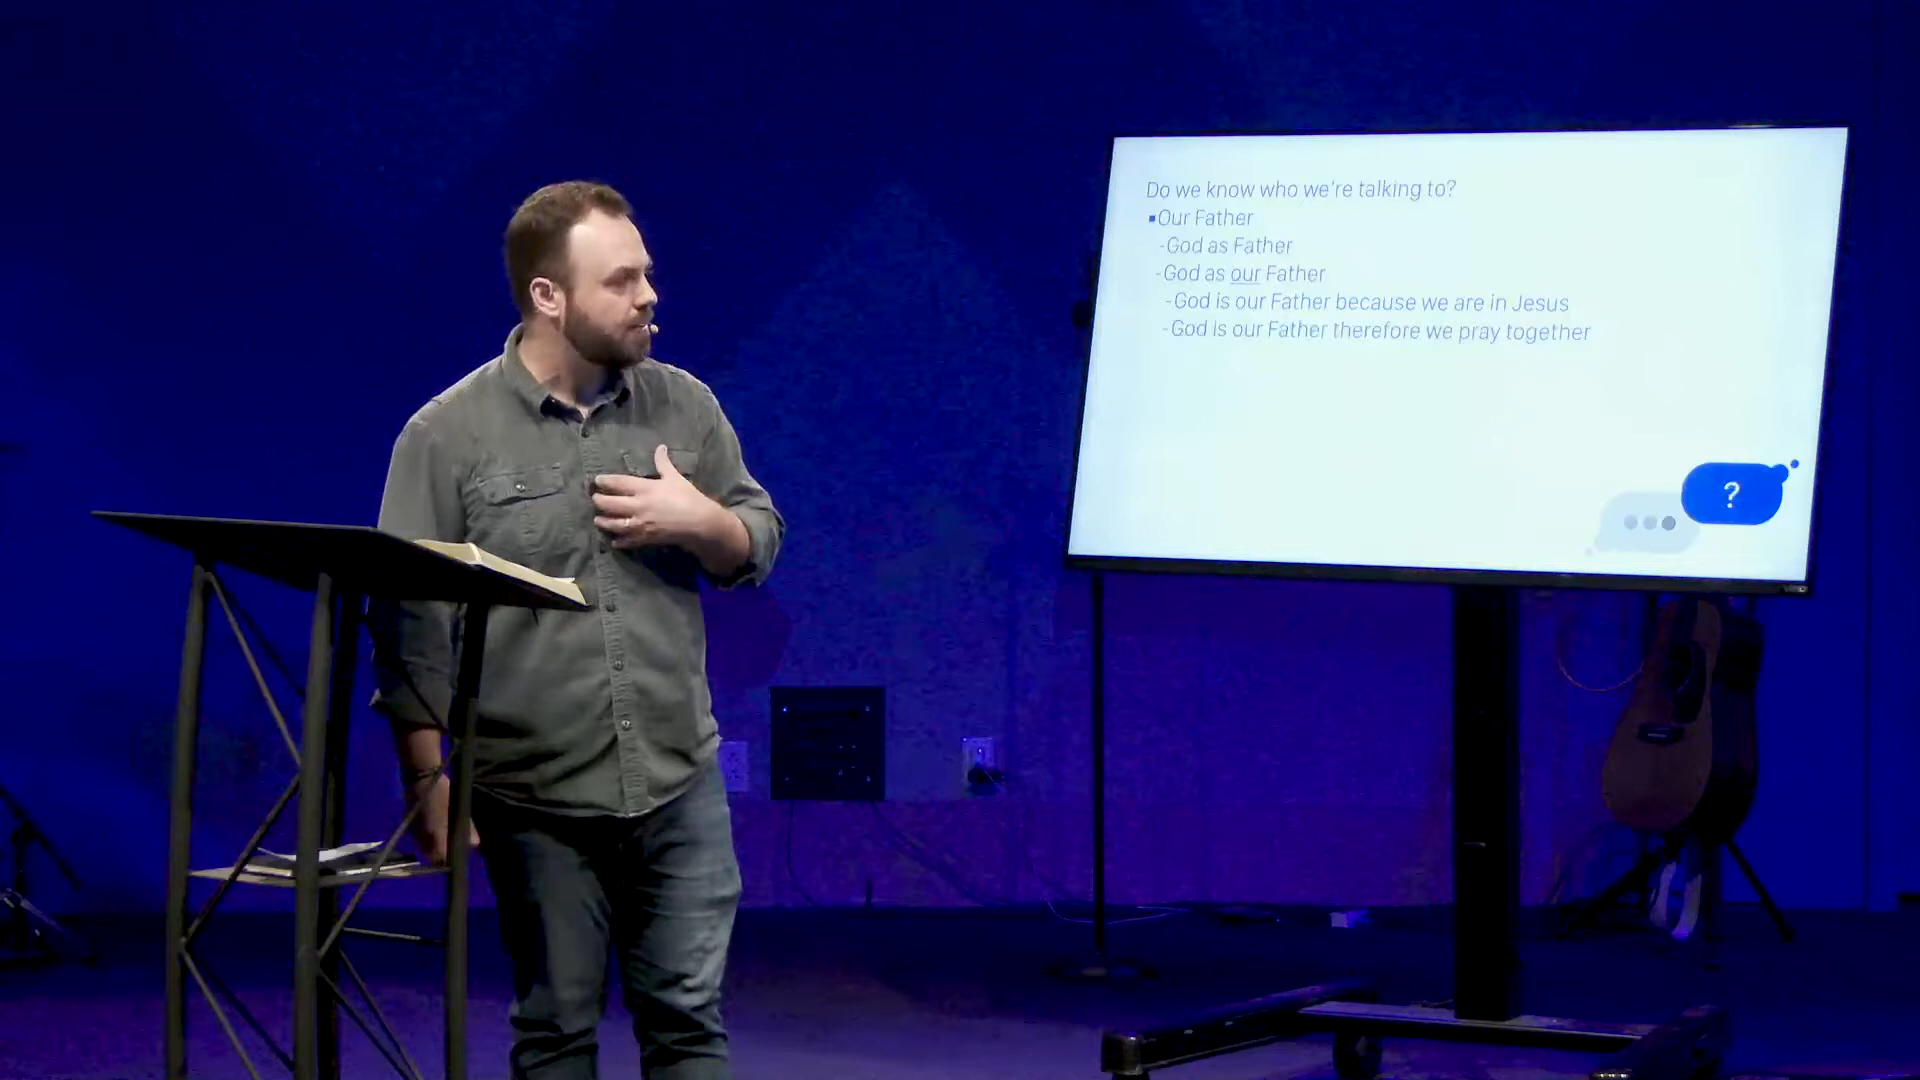 Do we know who we're talking to?
▪Our Father
-God as Father
-God as our Father
-God is our Father because we are in Jesus
-God is our Father therefore we pray together
?